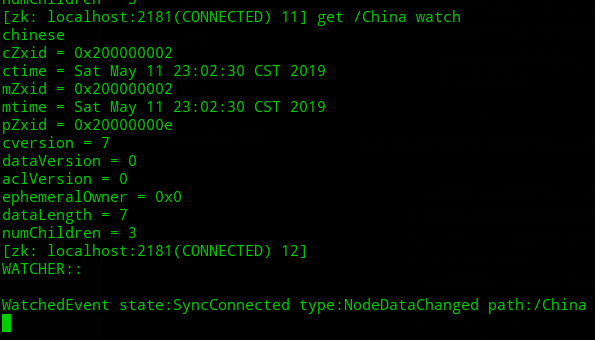 [zk: localhost:2181(CONNECTED) 11] get /China watch
chinese
cZxid = 0x200000002
ctime = Sat May 11 23:02:30 CST 2019
mZxid = 0x200000002
mtime = Sat May 11 23:02:30 CST 2019
pZxid = 0x20000000e
cversion = 7
dataVersion = 0
aclVersion = 0
ephemeralOwner = 0x0
dataLength = 7
numChildren = 3
[zk: localhost:2181(CONNECTED) 12]
WATCHER::
WatchedEvent state:SyncConnected type:NodeDataChanged path:/China